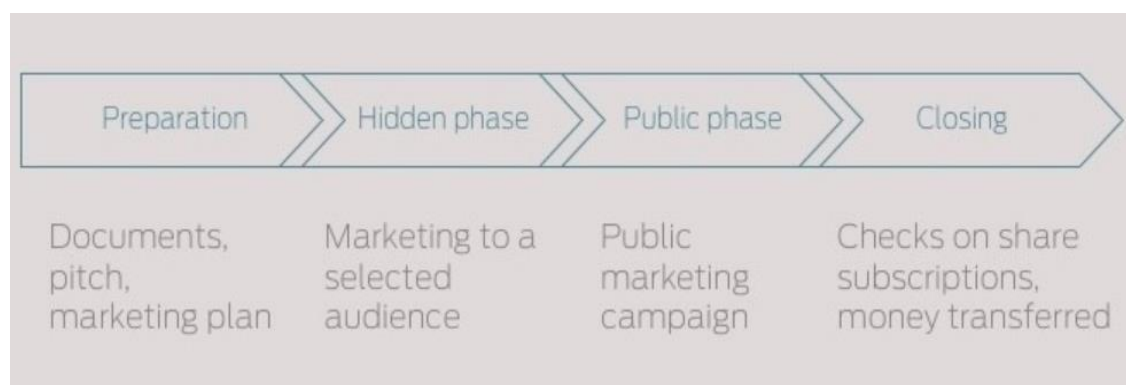 Preparation
Hidden phase
Public phase
Closing
Documents,
pitch,
marketing plan
Marketing to a
selected
audience
Public
marketing
campaign
Checks on share
subscriptions,
money transferred